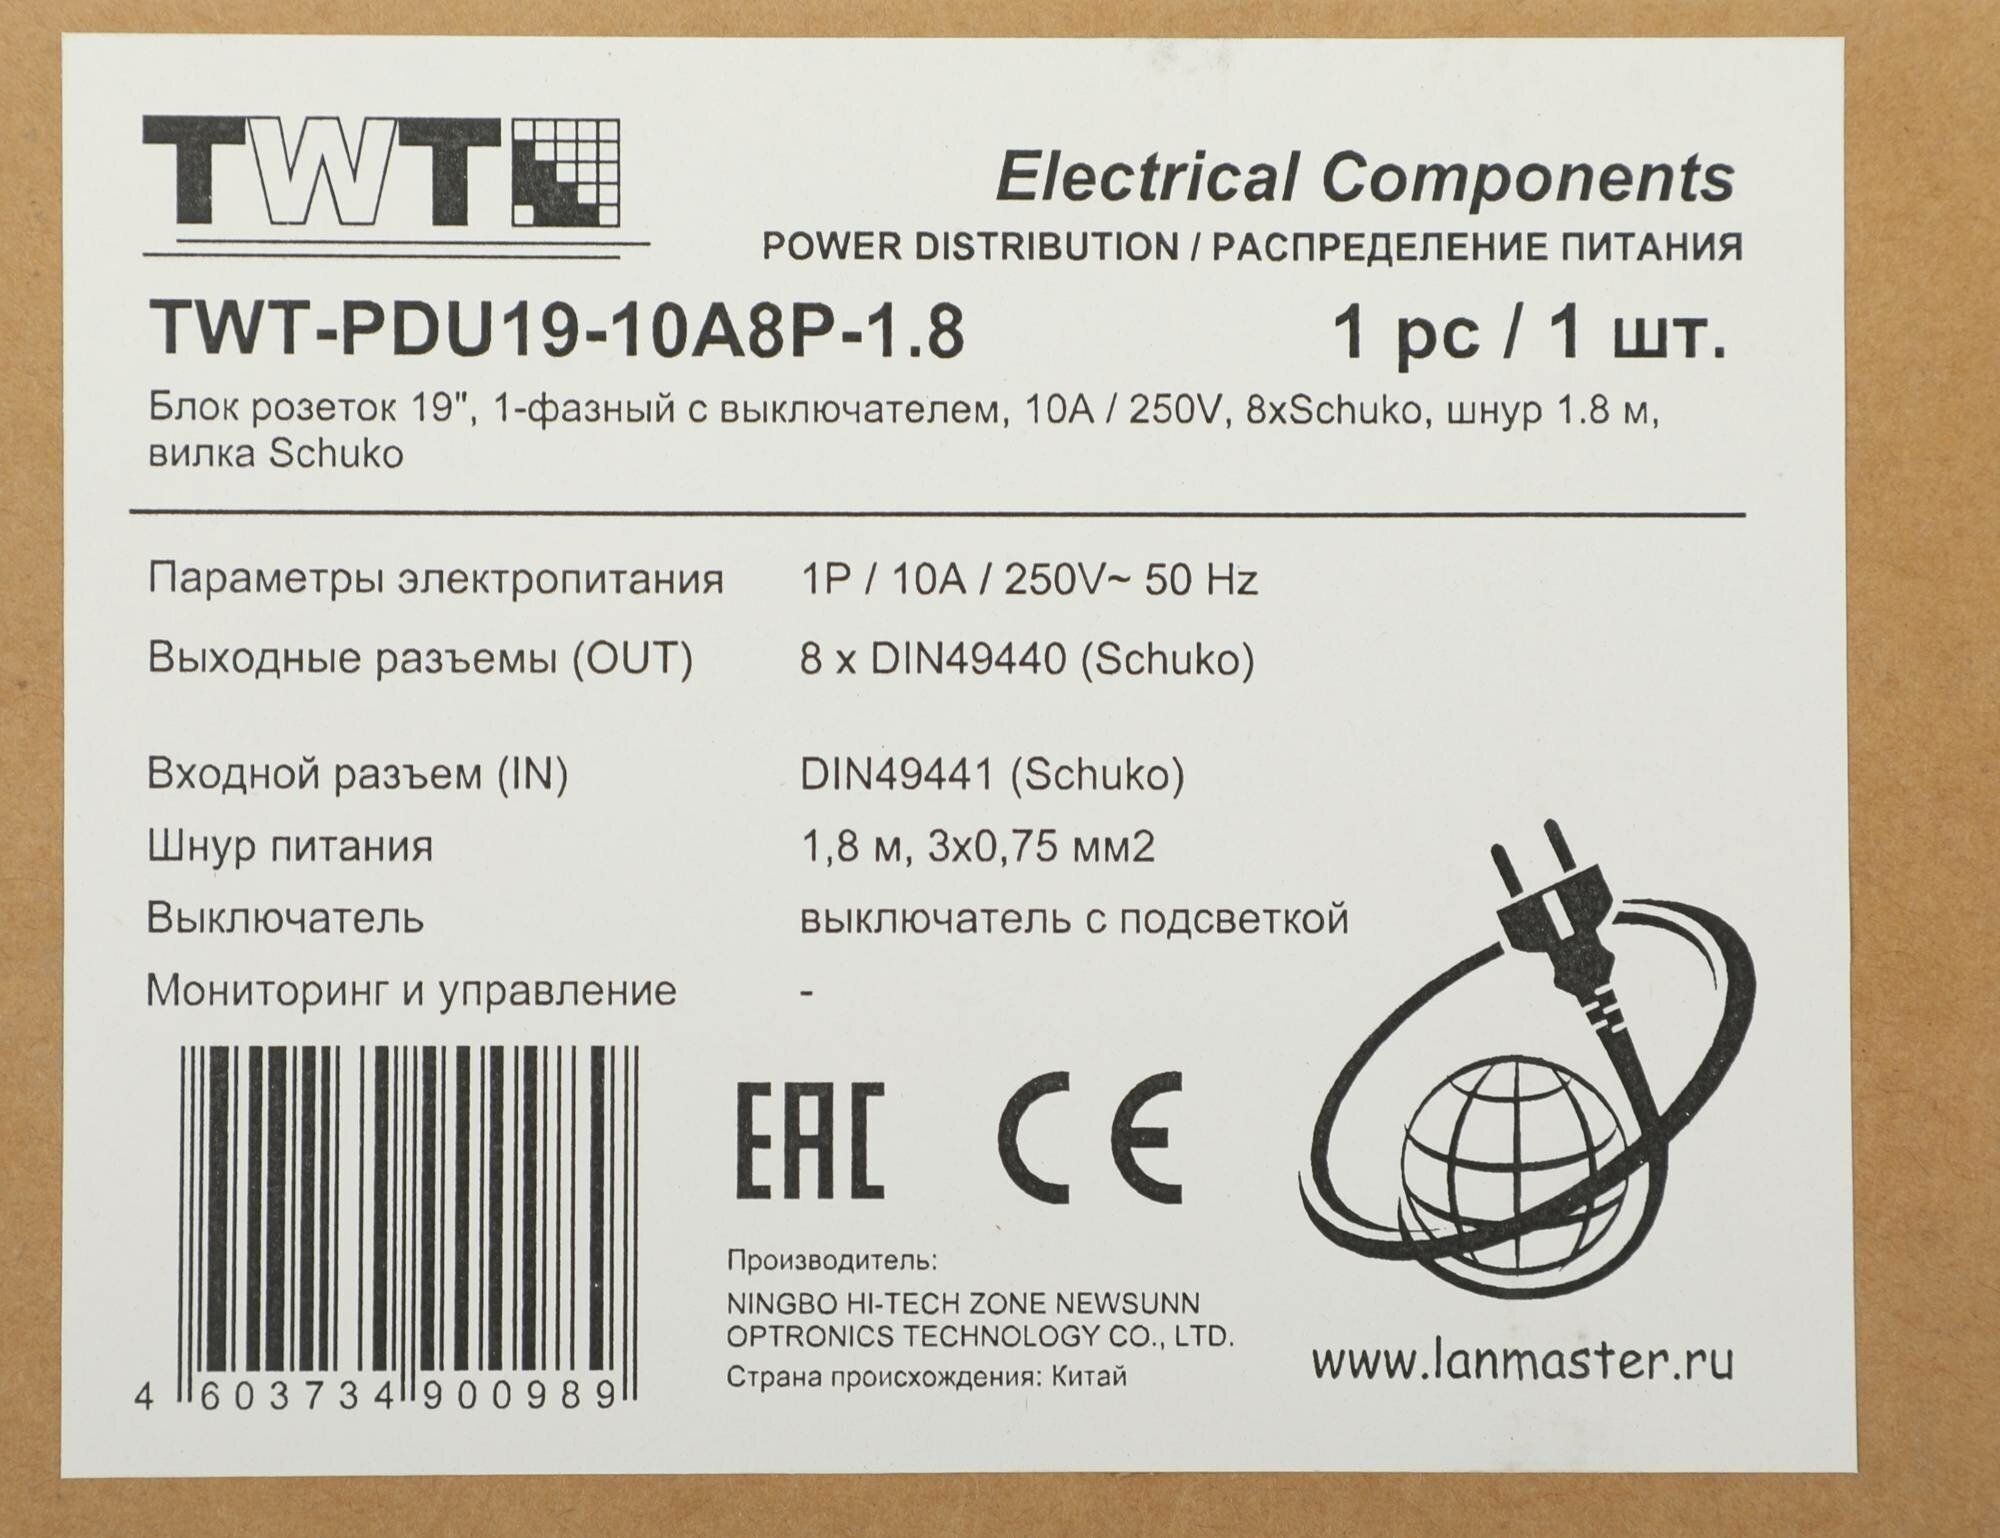 TWT
Electrical Components
POWER DISTRIBUTION / РАСПРЕДЕЛЕНИЕ ПИТАНИЯ
TWT-PDU19-10A8P-1.8 1 pc / 1 шт.
Блок розеток 19", 1-фазный с выключателем, 10A / 250V, 8xSchuko, шнур 1.8 м,
вилка Schuko
Параметры электропитания 1P / 10A / 250V~ 50 Hz
Выходные разъемы (OUT) 8 x DIN49440 (Schuko)
Входной разъем (IN) DIN49441 (Schuko)
Шнур питания 1,8 м, 3x0,75 мм2
Выключатель выключатель с подсветкой
Мониторинг и управление -
EAC CE
Производитель:
NINGBO HI-TECH ZONE NEWSUNN
OPTRONICS TECHNOLOGY CO., LTD.
Страна происхождения: Китай
4 603734 900989
www.lanmaster.ru